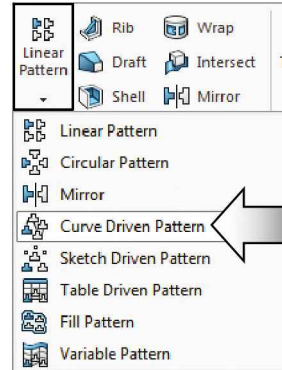 Linear Pattern
Rib
Wrap
Draft
Intersect
Shell
Mirror
Linear Pattern
Circular Pattern
Mirror
Curve Driven Pattern
Sketch Driven Pattern
Table Driven Pattern
Fill Pattern
Variable Pattern